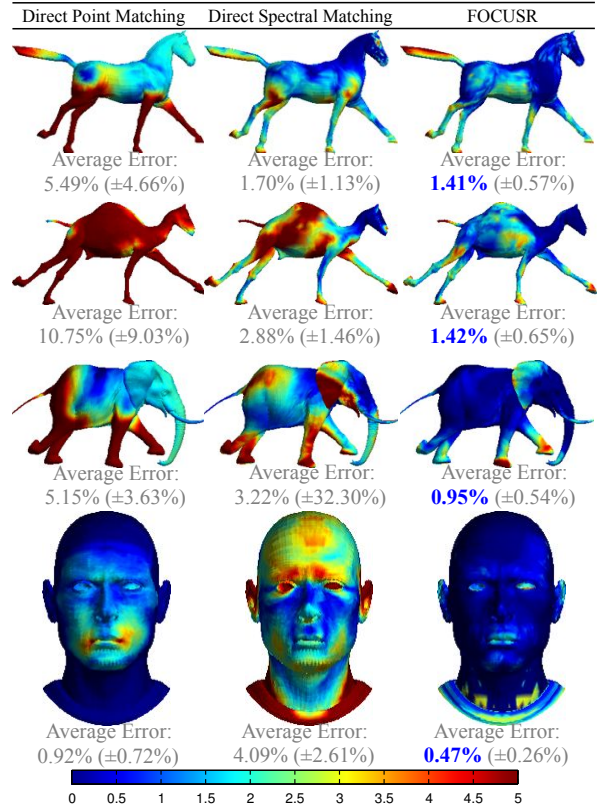 Direct Point Matching Direct Spectral Matching FOCUSR
Average Error: Average Error: Average Error:
5.49% (±4.66%) 1.70% (±1.13%) 1.41% (±0.57%)
Average Error: Average Error: Average Error:
10.75% (±9.03%) 2.88% (±1.46%) 1.42% (±0.65%)
Average Error: Average Error: Average Error:
5.15% (±3.63%) 3.22% (±32.30%) 0.95% (±0.54%)
Average Error: Average Error: Average Error:
0.92% (±0.72%) 4.09% (±2.61%) 0.47% (±0.26%)
0 0.5 1 1.5 2 2.5 3 3.5 4 4.5 5